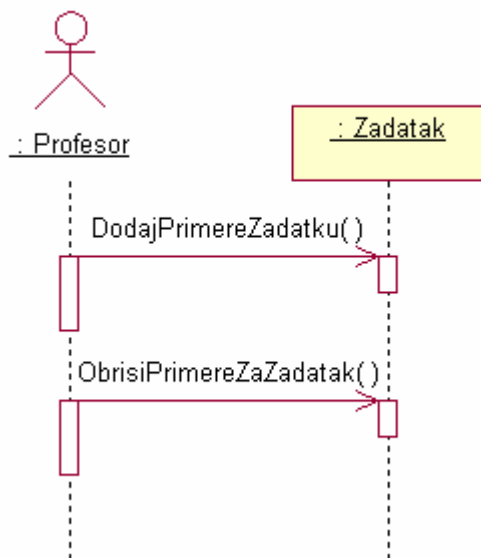 : Profesor
: Zadatak
DodajPrimereZadatku( )
ObrisiPrimereZaZadatak( )